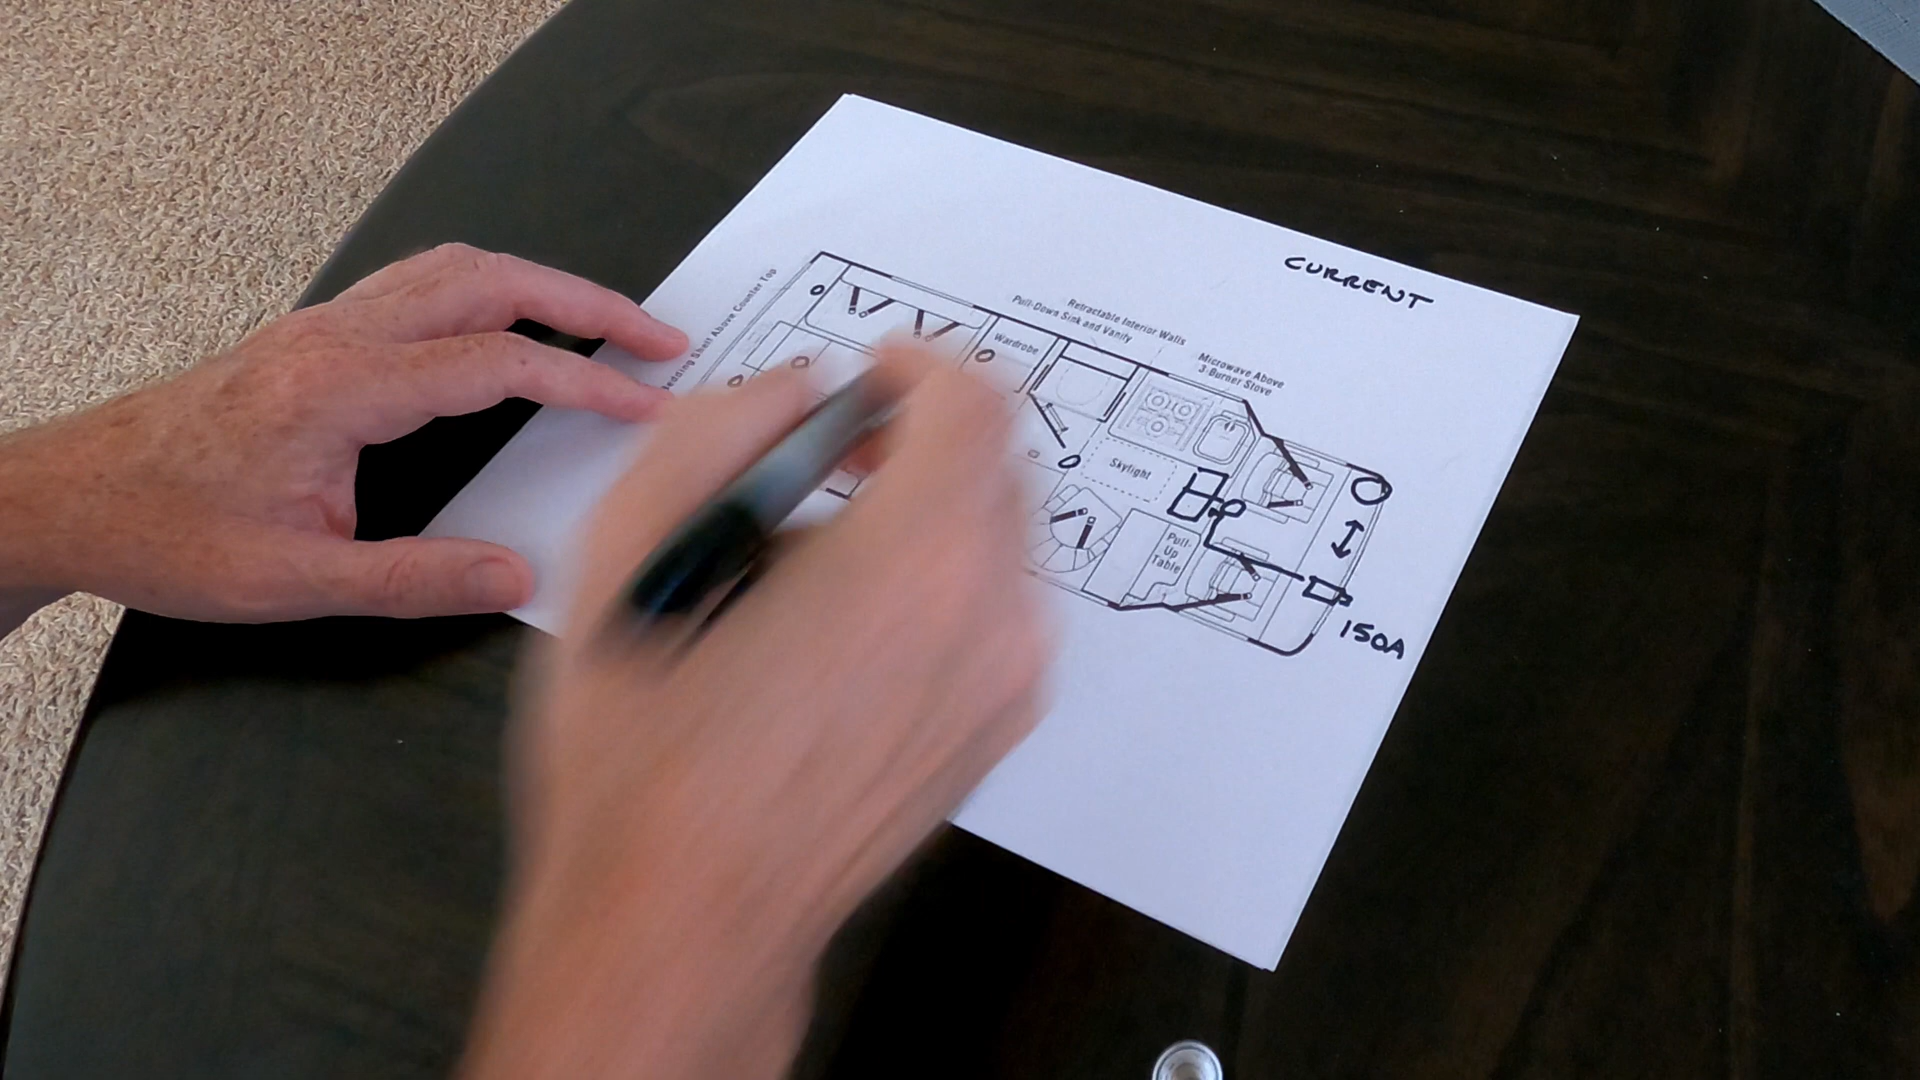 CURRENT
Bedding Shelf Above Counter Top
Retractable Interior Walls
Pull-Down Sink and Vanity
Wardrobe
Microwave Above
3-Burner Stove
Skylight
Pull-
Up
Table
150A